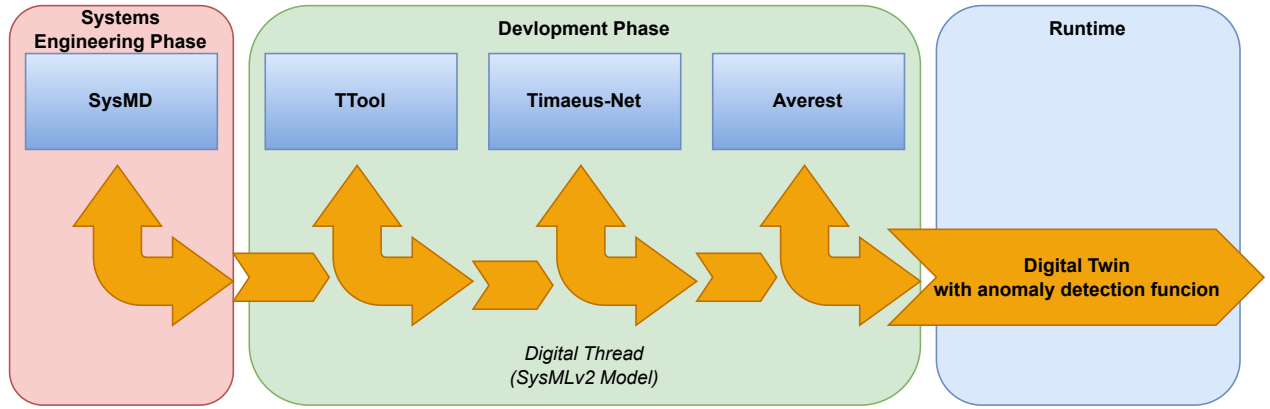 Systems
Engineering Phase
Devlopment Phase
Runtime
SysMD
TTool
Timaeus-Net
Averest
Digital Twin
with anomaly detection funcion
Digital Thread
(SysMLv2 Model)